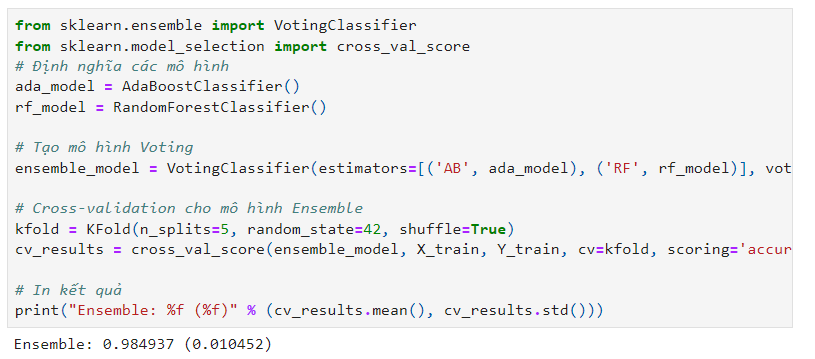 from sklearn.ensemble import VotingClassifier
from sklearn.model_selection import cross_val_score
# Định nghĩa các mô hình
ada_model = AdaBoostClassifier()
rf_model = RandomForestClassifier()
# Tạo mô hình Voting
ensemble_model = VotingClassifier(estimators=[('AB', ada_model), ('RF', rf_model)], vot
# Cross-validation cho mô hình Ensemble
kfold = KFold(n_splits=5, random_state=42, shuffle=True)
cv_results = cross_val_score(ensemble_model, X_train, Y_train, cv=kfold, scoring='accur
# In kết quả
print("Ensemble: %f (%f)" % (cv_results.mean(), cv_results.std()))
Ensemble: 0.984937 (0.010452)